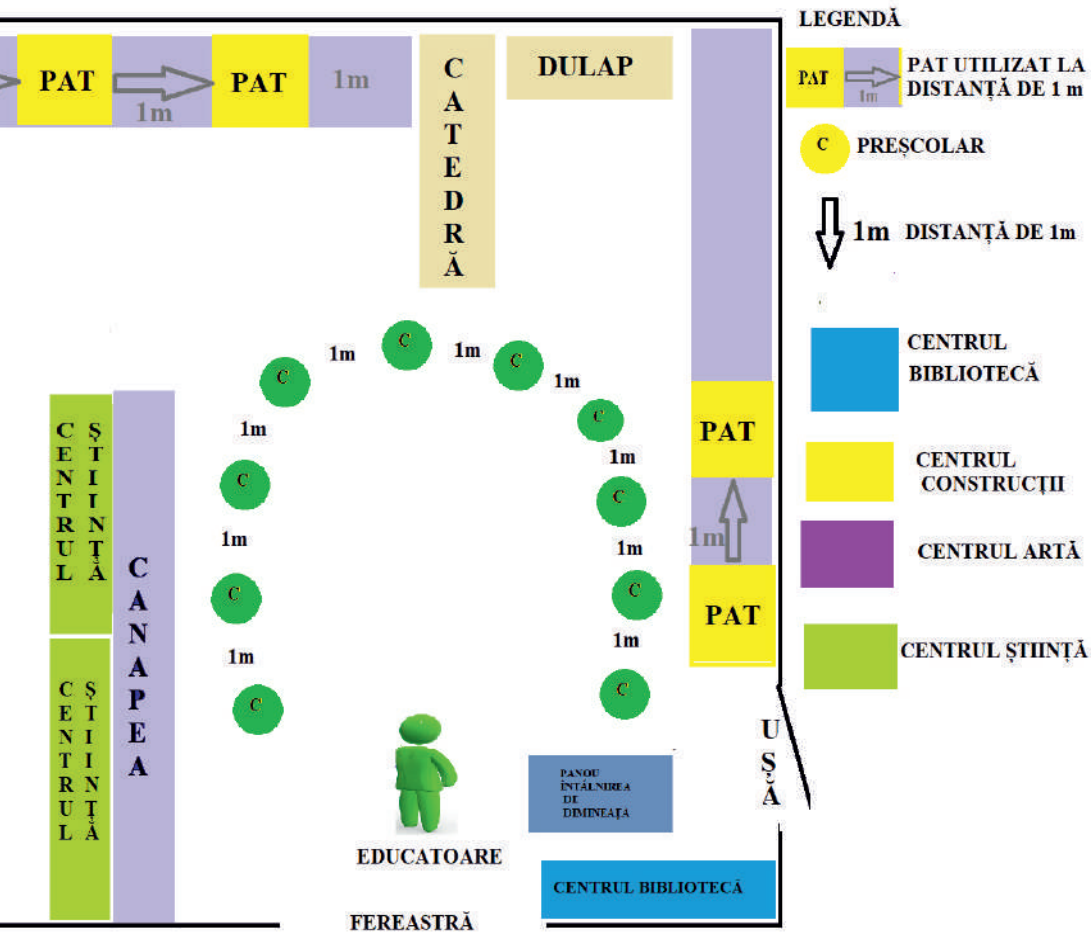 PAT
1m
PAT
1m
CATEDRĂ
DULAP
LEGENDĂ
PAT
1m
PAT UTILIZAT LA
DISTANȚĂ DE 1 m
C
PREȘCOLAR
1m
DISTANȚĂ DE 1m
CENTRUL
BIBLIOTECĂ
CENTRUL
CONSTRUCȚII
CENTRUL ARTĂ
CENTRUL ȘTIINȚĂ
C
1m
C
1m
C
1m
C
1m
C
1m
C
1m
C
1m
C
1m
C
1m
C
PAT
1m
PAT
CENTRUL
ȘTIINȚĂ
CENTRUL
ȘTIINȚĂ
CANAPEA
UȘĂ
PANOU
ÎNTÂLNIREA
DE
DIMINEAȚA
EDUCATOARE
CENTRUL BIBLIOTECĂ
FEREASTRĂ